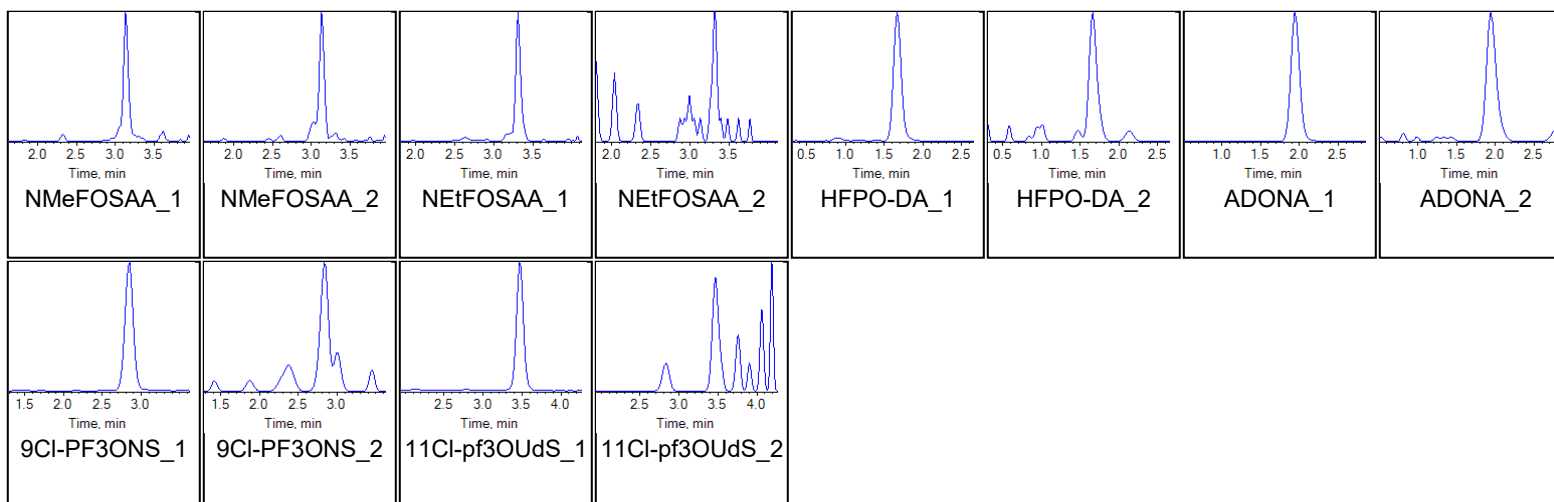 2.0 2.5 3.0 3.5
Time, min
NMeFOSAA_1
2.0 2.5 3.0 3.5
Time, min
NMeFOSAA_2
2.0 2.5 3.0 3.5
Time, min
NEtFOSAA_1
2.0 2.5 3.0 3.5
Time, min
NEtFOSAA_2
0.5 1.0 1.5 2.0 2.5
Time, min
HFPO-DA_1
0.5 1.0 1.5 2.0 2.5
Time, min
HFPO-DA_2
1.0 1.5 2.0 2.5
Time, min
ADONA_1
1.0 1.5 2.0 2.5
Time, min
ADONA_2
1.5 2.0 2.5 3.0
Time, min
9Cl-PF3ONS_1
1.5 2.0 2.5 3.0
Time, min
9Cl-PF3ONS_2
2.5 3.0 3.5 4.0
Time, min
11Cl-pf3OUdS_1
2.5 3.0 3.5 4.0
Time, min
11Cl-pf3OUdS_2